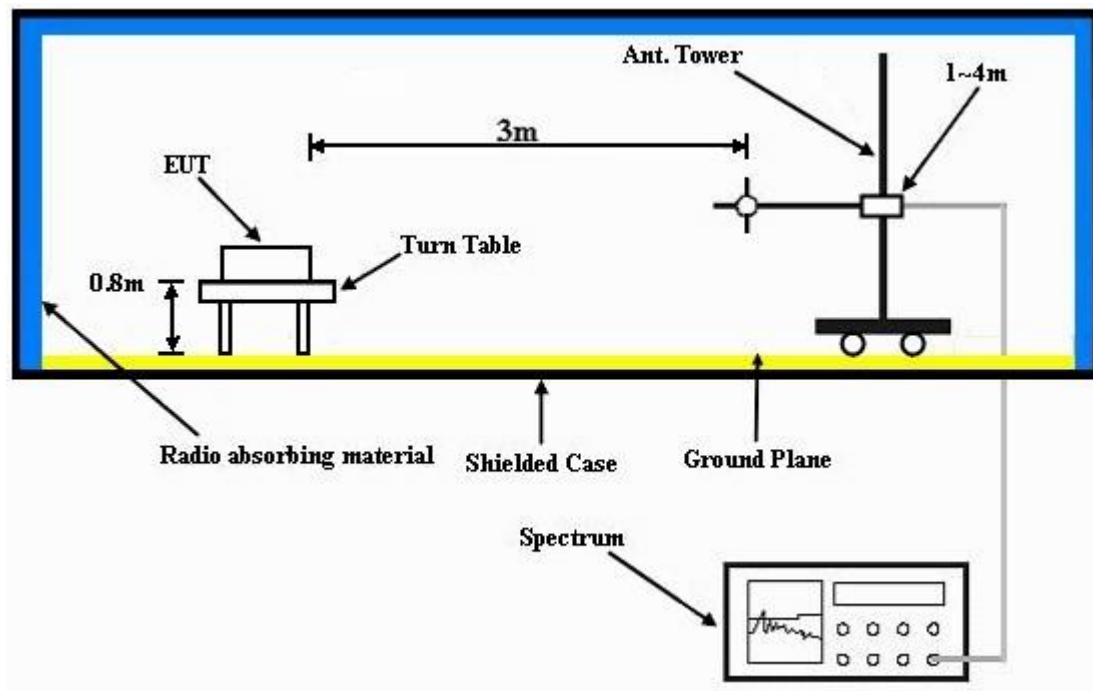 Ant. Tower
1~4m
3m
EUT
Turn Table
0.8m
Radio absorbing material
Shielded Case
Ground Plane
Spectrum